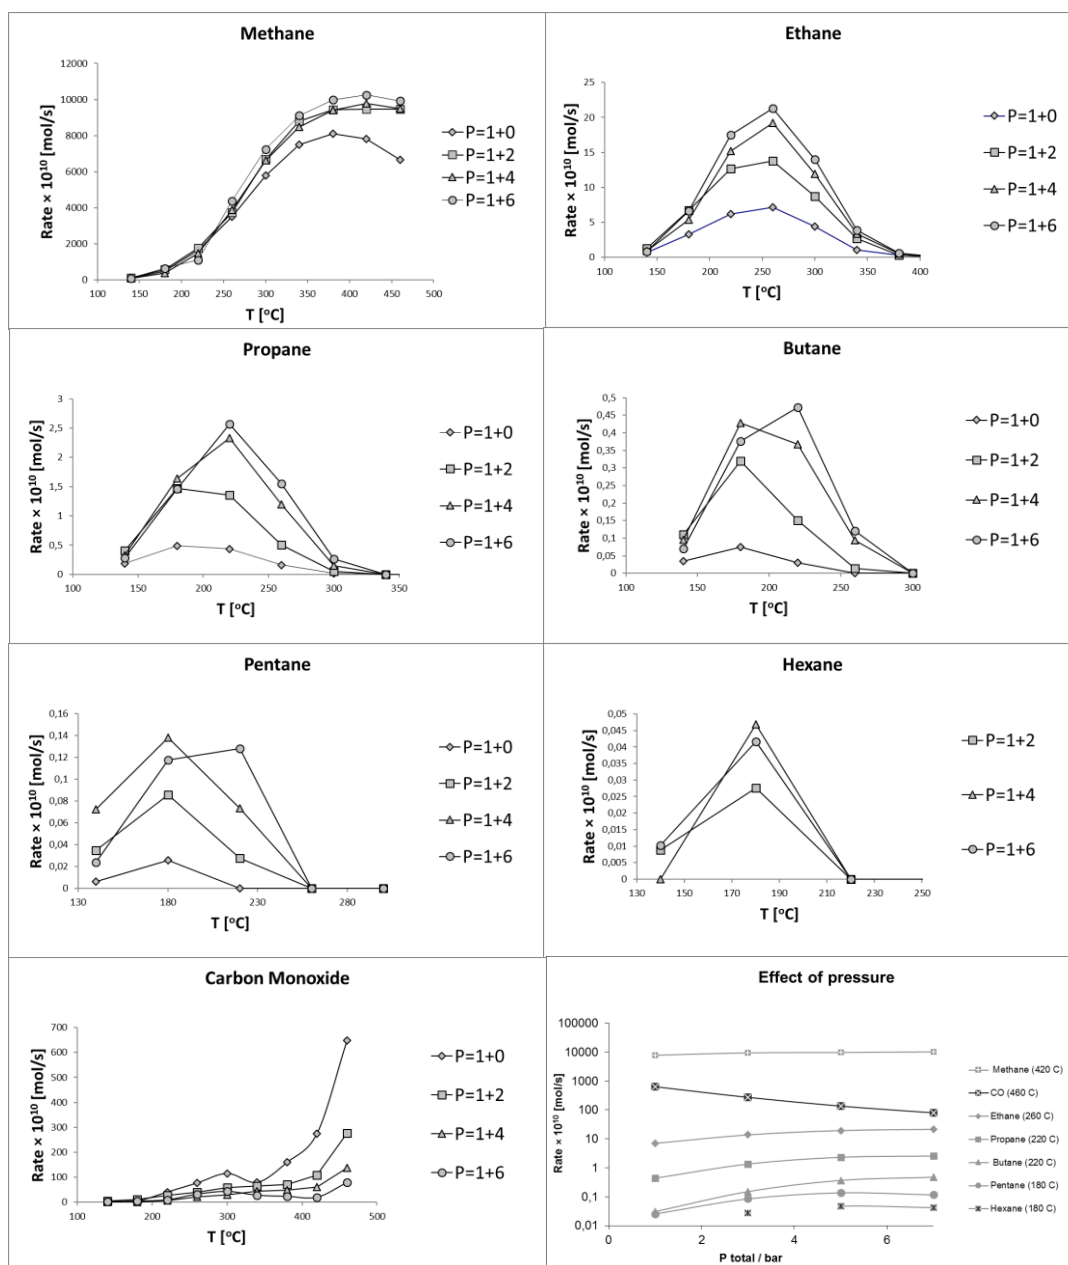 Methane
Rate × 10¹⁰ [mol/s]
12000
10000
8000
6000
4000
2000
0
100 150 200 250 300 350 400 450 500
T [°C]
P=1+0
P=1+2
P=1+4
P=1+6
Ethane
Rate × 10¹⁰ [mol/s]
25
20
15
10
5
0
100 150 200 250 300 350 400
T [°C]
P=1+0
P=1+2
P=1+4
P=1+6
Propane
Rate × 10¹⁰ [mol/s]
3
2,5
2
1,5
1
0,5
0
100 150 200 250 300 350
T [°C]
P=1+0
P=1+2
P=1+4
P=1+6
Butane
Rate × 10¹⁰ [mol/s]
0,5
0,45
0,4
0,35
0,3
0,25
0,2
0,15
0,1
0,05
0
100 150 200 250 300
T [°C]
P=1+0
P=1+2
P=1+4
P=1+6
Pentane
Rate × 10¹⁰ [mol/s]
0,16
0,14
0,12
0,1
0,08
0,06
0,04
0,02
0
130 180 230 280
T [°C]
P=1+0
P=1+2
P=1+4
P=1+6
Hexane
Rate × 10¹⁰ [mol/s]
0,05
0,045
0,04
0,035
0,03
0,025
0,02
0,015
0,01
0,005
0
130 150 170 190 210 230 250
T [°C]
P=1+2
P=1+4
P=1+6
Carbon Monoxide
Rate × 10¹⁰ [mol/s]
700
600
500
400
300
200
100
0
100 200 300 400 500
T [°C]
P=1+0
P=1+2
P=1+4
P=1+6
Effect of pressure
Rate × 10¹⁰ [mol/s]
100000
10000
1000
100
10
1
0,1
0,01
0 2 4 6
P total / bar
Methane (420 C)
CO (460 C)
Ethane (260 C)
Propane (220 C)
Butane (220 C)
Pentane (180 C)
Hexane (180 C)